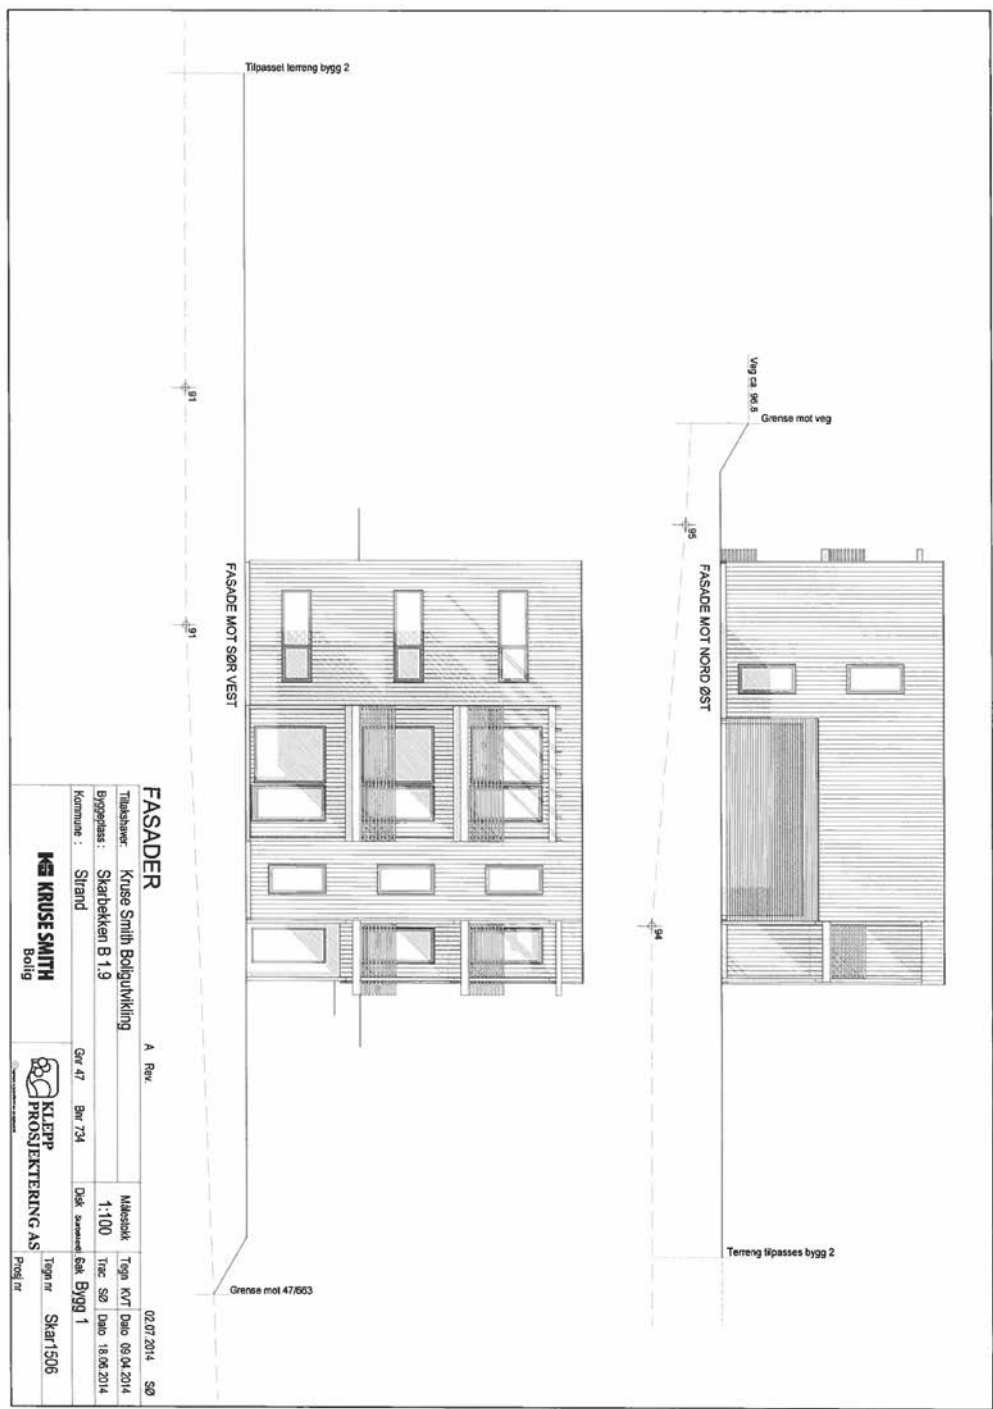 Tilpasset terreng bygg 2
91
91
FASADE MOT SØR VEST
Grense mot 47/663
Veg ca. 96,8
Grense mot veg
95
FASADE MOT NORD ØST
94
Terreng tilpasses bygg 2
A Rev. 02.07.2014 SØ
FASADER
Tiltakshaver: Kruse Smith Boligutvikling
Målestokk
1:100
Tegn KVT Dato 09.04.2014
Byggeplass: Skarbekken B 1.9
Trac SØ Dato 18.06.2014
Kommune : Strand
Gnr 47 Bnr 734
Disk
Sak Bygg 1
KRUSE SMITH
Bolig
KLEPP
PROSJEKTERING AS
Tegn nr Skar1506
Prosj nr